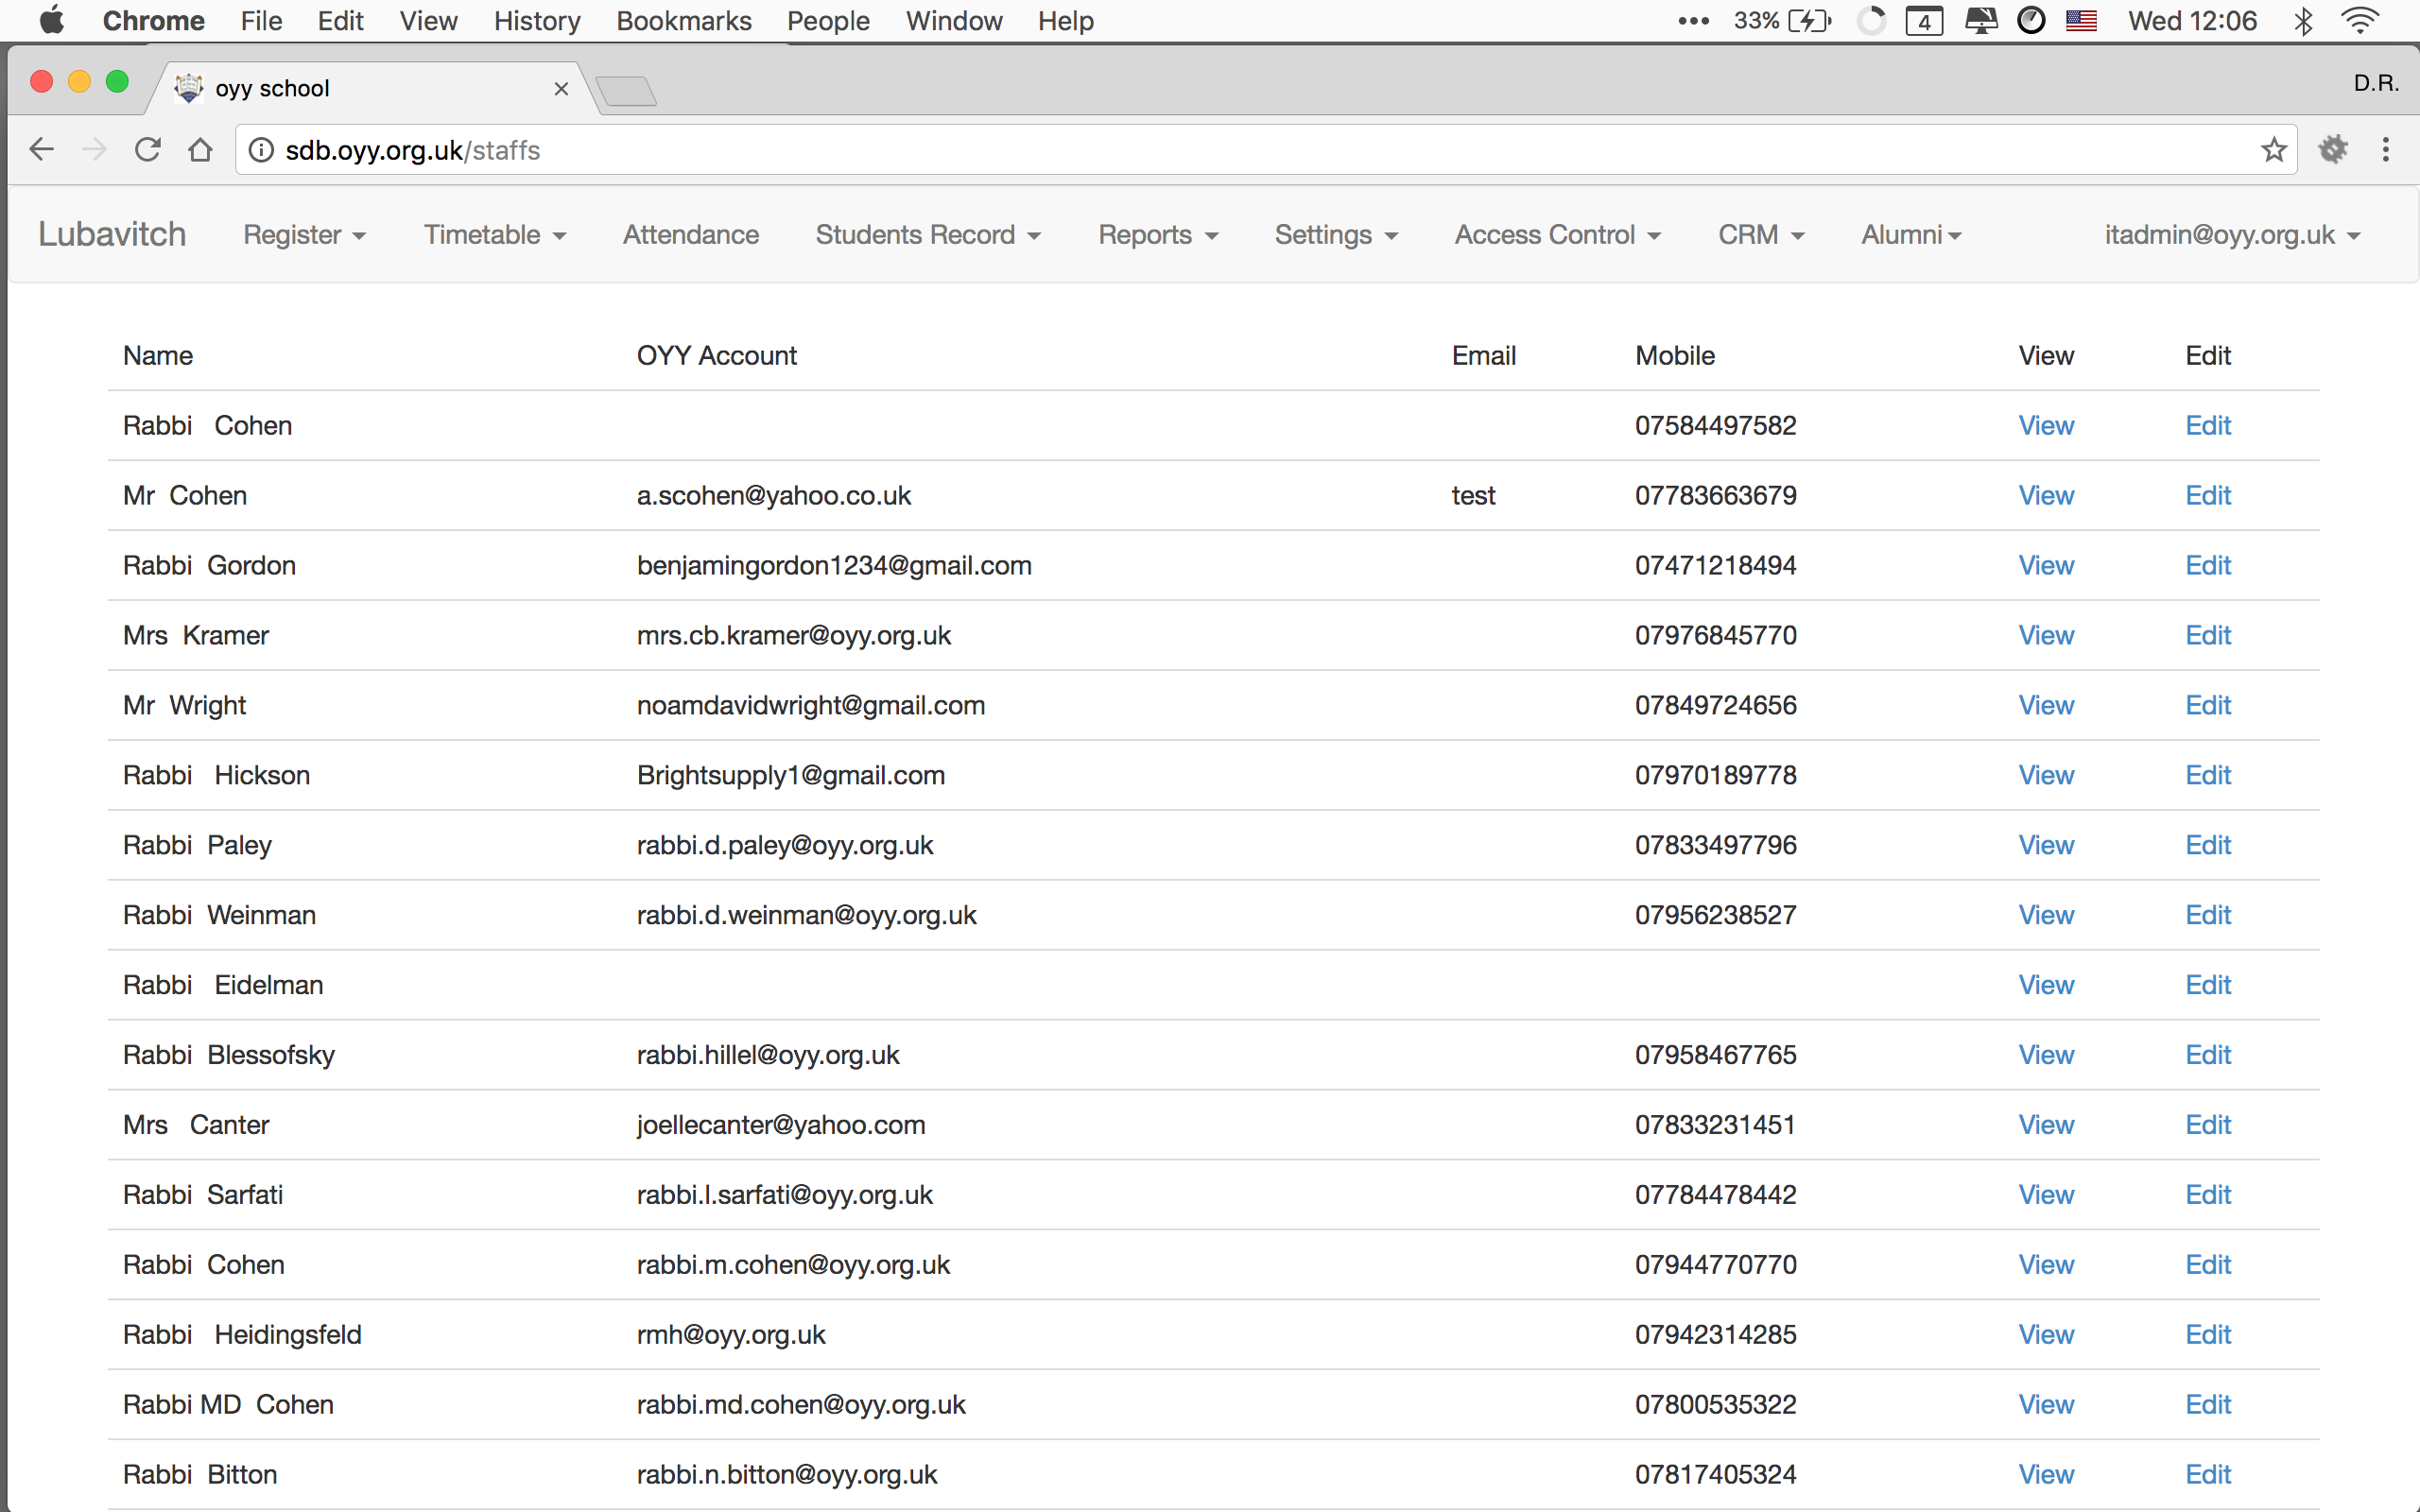 Chrome File Edit View History Bookmarks People Window Help ••• 33% 4 Wed 12:06
oyy school D.R.
sdb.oyy.org.uk/staffs
Lubavitch Register Timetable Attendance Students Record Reports Settings Access Control CRM Alumni itadmin@oyy.org.uk
Name OYY Account Email Mobile View Edit
Rabbi Cohen 07584497582 View Edit
Mr Cohen a.scohen@yahoo.co.uk test 07783663679 View Edit
Rabbi Gordon benjamingordon1234@gmail.com 07471218494 View Edit
Mrs Kramer mrs.cb.kramer@oyy.org.uk 07976845770 View Edit
Mr Wright noamdavidwright@gmail.com 07849724656 View Edit
Rabbi Hickson Brightsupply1@gmail.com 07970189778 View Edit
Rabbi Paley rabbi.d.paley@oyy.org.uk 07833497796 View Edit
Rabbi Weinman rabbi.d.weinman@oyy.org.uk 07956238527 View Edit
Rabbi Eidelman View Edit
Rabbi Blessofsky rabbi.hillel@oyy.org.uk 07958467765 View Edit
Mrs Canter joellecanter@yahoo.com 07833231451 View Edit
Rabbi Sarfati rabbi.l.sarfati@oyy.org.uk 07784478442 View Edit
Rabbi Cohen rabbi.m.cohen@oyy.org.uk 07944770770 View Edit
Rabbi Heidingsfeld rmh@oyy.org.uk 07942314285 View Edit
Rabbi MD Cohen rabbi.md.cohen@oyy.org.uk 07800535322 View Edit
Rabbi Bitton rabbi.n.bitton@oyy.org.uk 07817405324 View Edit